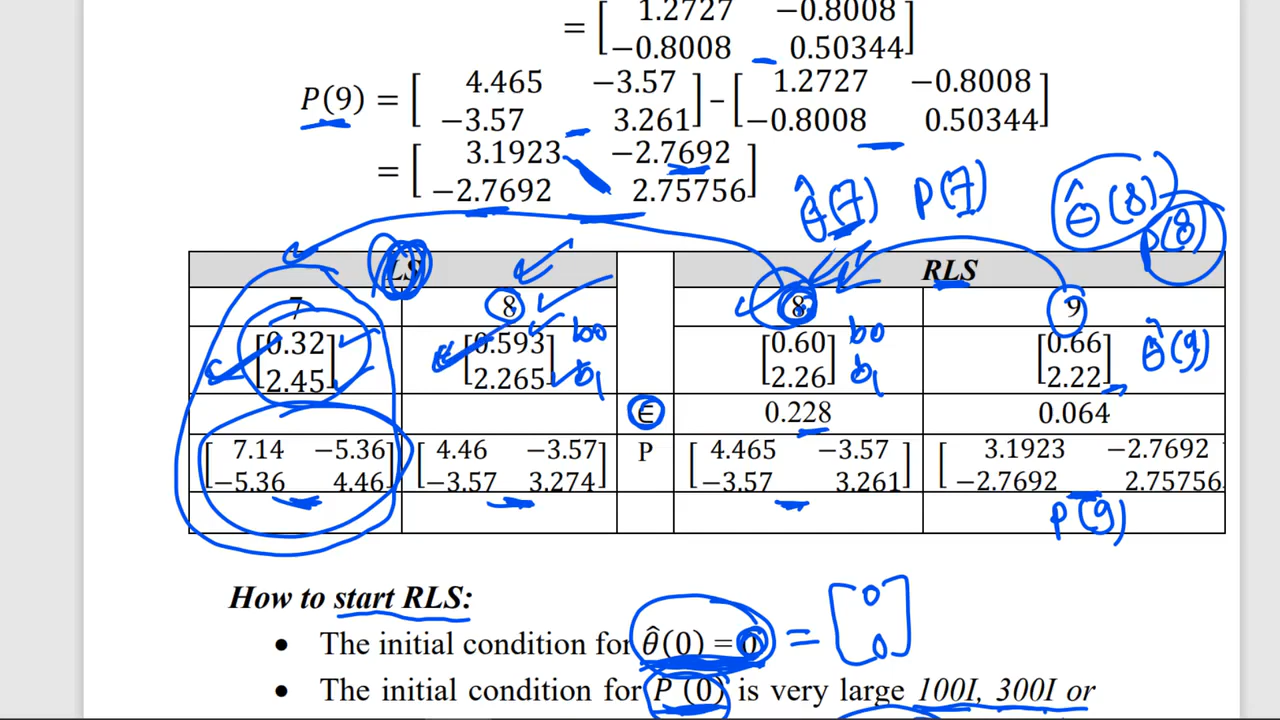 = [1.2727 −0.8008
−0.8008 0.50344]
P(9) = [4.465 −3.57
−3.57 3.261] − [1.2727 −0.8008
−0.8008 0.50344]
= [3.1923 −2.7692
−2.7692 2.75756]
θ̂(7) P(7) θ̂(8)
P(8)
LS RLS
7 8 8 9
[0.32
2.45] [0.593
2.265] b0
b1 [0.60
2.26] b0
b1 [0.66
2.22] θ̂(9)
∈ 0.228 0.064
[7.14 −5.36
−5.36 4.46] [4.46 −3.57
−3.57 3.274] P [4.465 −3.57
−3.57 3.261] [3.1923 −2.7692
−2.7692 2.75756
P(9)
How to start RLS:
• The initial condition for θ̂(0) = 0 = [0
0]
• The initial condition for P (0) is very large 100I, 300I or